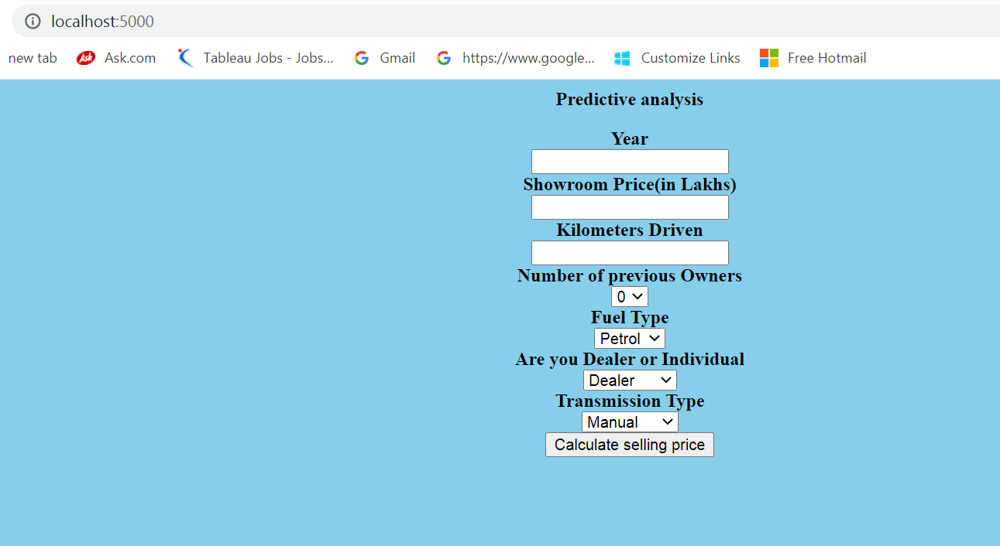 localhost:5000
new tab Ask Ask.com Tableau Jobs - Jobs... Gmail https://www.google... Customize Links Free Hotmail
Predictive analysis
Year
Showroom Price(in Lakhs)
Kilometers Driven
Number of previous Owners
0
Fuel Type
Petrol
Are you Dealer or Individual
Dealer
Transmission Type
Manual
Calculate selling price